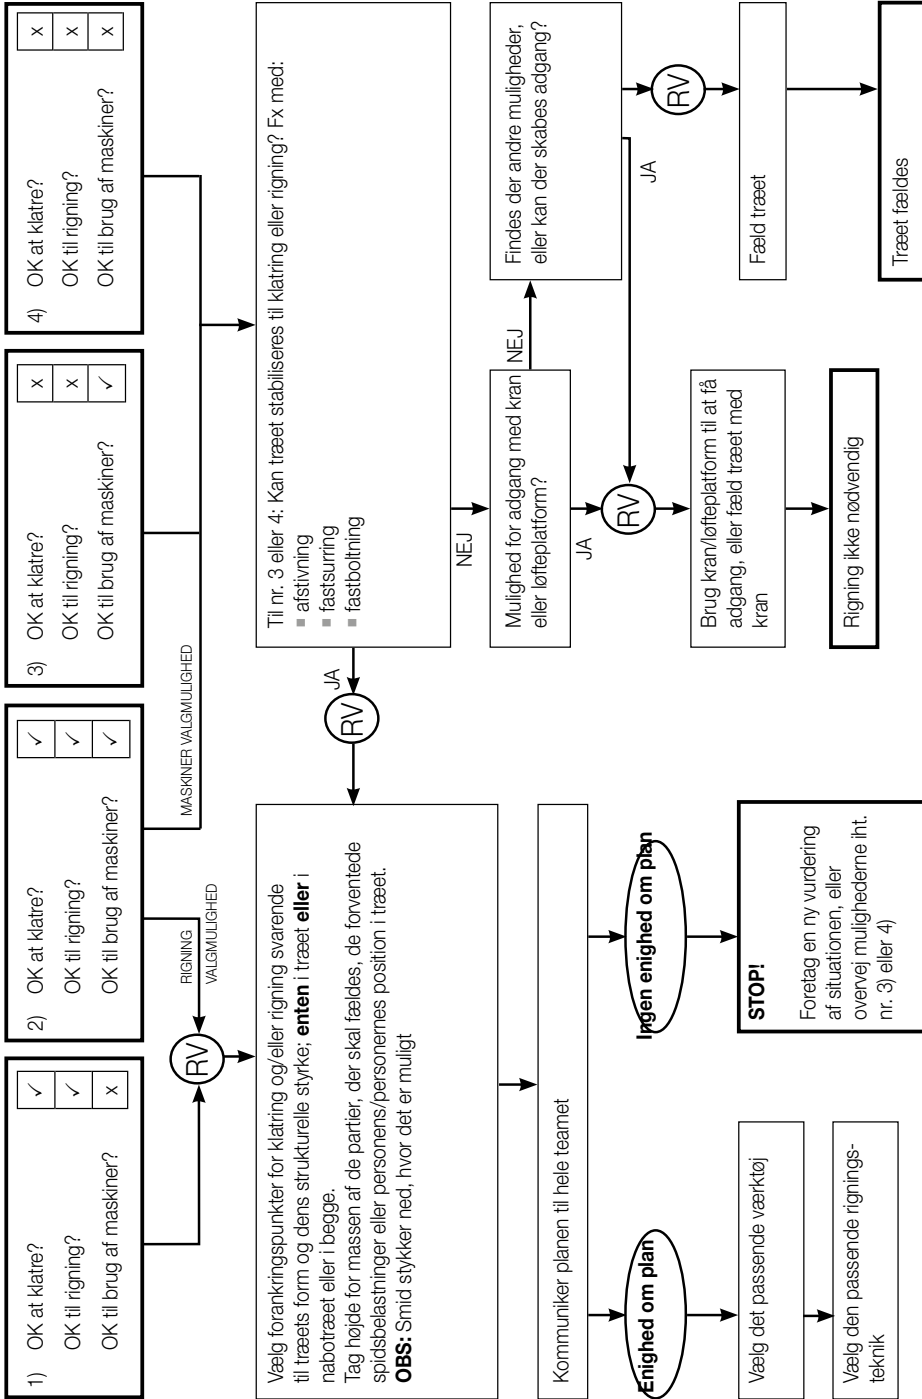 1) OK at klatre? ✓
OK til rigning? ✓
OK til brug af maskiner? x
2) OK at klatre? ✓
OK til rigning? ✓
OK til brug af maskiner? ✓
3) OK at klatre? x
OK til rigning? x
OK til brug af maskiner? ✓
4) OK at klatre? x
OK til rigning? x
OK til brug af maskiner? x
RIGNING
VALGMULIGHED
MASKINER VALGMULIGHED
RV
Vælg forankringspunkter for klatring og/eller rigning svarende
til træets form og dens strukturelle styrke; enten i træet eller i
nabotræet eller i begge.
Tag højde for massen af de partier, der skal fældes, de forventede
spidsbelastninger eller personens/personernes position i træet.
OBS: Smid stykker ned, hvor det er muligt
JA
RV
Til nr. 3 eller 4: Kan træet stabiliseres til klatring eller rigning? Fx med:
■ afstivning
■ fastsurring
■ fastboltning
NEJ
Kommuniker planen til hele teamet
Mulighed for adgang med kran
eller løfteplatform?
NEJ
Findes der andre muligheder,
eller kan der skabes adgang?
JA
RV
JA
RV
Enighed om plan
Ingen enighed om plan
Vælg det passende værktøj
Vælg den passende rignings-
teknik
STOP!
Foretag en ny vurdering
af situationen, eller
overvej mulighederne iht.
nr. 3) eller 4)
Brug kran/løfteplatform til at få
adgang, eller fæld træet med
kran
Rigning ikke nødvendig
Fæld træet
Træet fældes